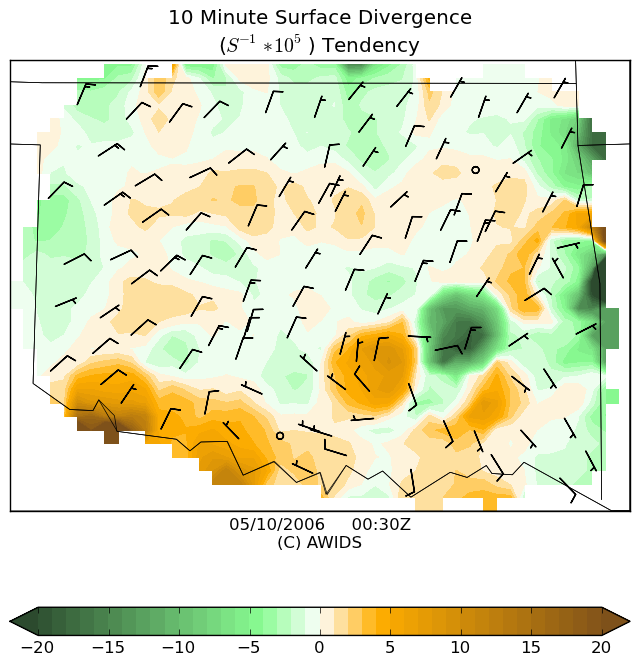 10 Minute Surface Divergence
(S⁻¹ *10⁵ ) Tendency
05/10/2006 00:30Z
(C) AWIDS
−20 −15 −10 −5 0 5 10 15 20